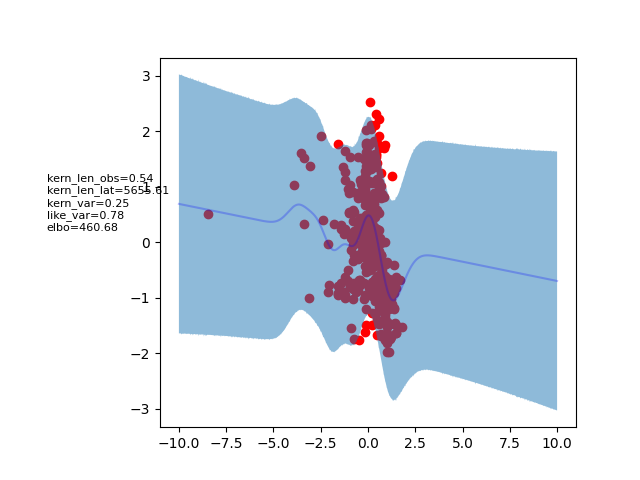 3
2
1
0
−1
−2
−3
kern_len_obs=0.54
kern_len_lat=5655.61
kern_var=0.25
like_var=0.78
elbo=460.68
−10.0 −7.5 −5.0 −2.5 0.0 2.5 5.0 7.5 10.0